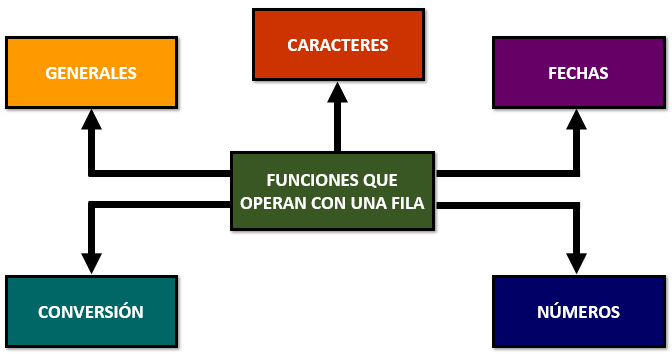 CARACTERES
GENERALES
FECHAS
FUNCIONES QUE
OPERAN CON UNA FILA
CONVERSIÓN
NÚMEROS